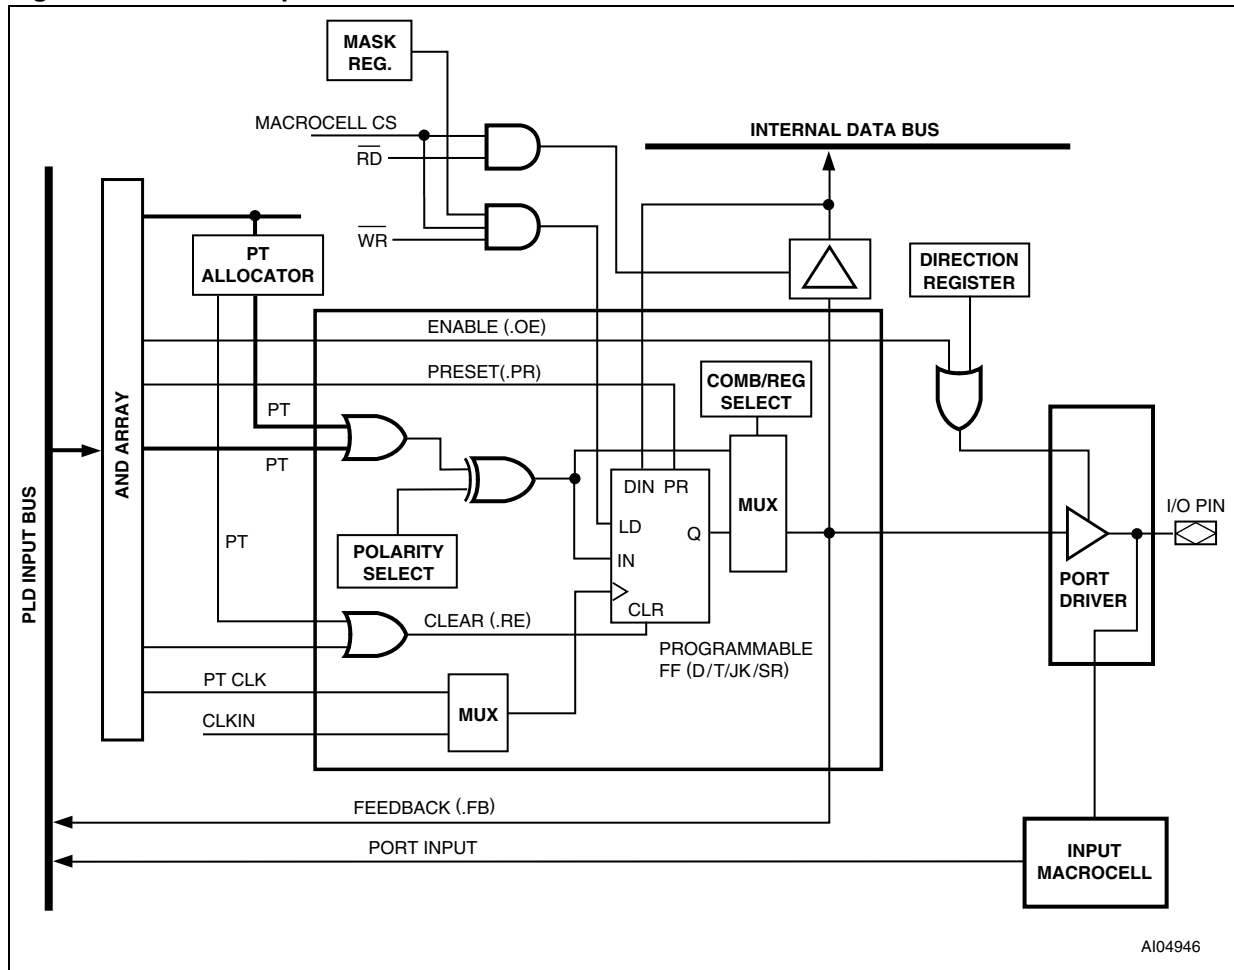 MASK
REG.
MACROCELL CS
RD
WR
INTERNAL DATA BUS
PT
ALLOCATOR
DIRECTION
REGISTER
ENABLE (.OE)
PRESET(.PR)
COMB/REG
SELECT
PT
PT
AND ARRAY
PLD INPUT BUS
DIN PR
MUX
I/O PIN
LD
Q
PT
POLARITY
SELECT
IN
PORT
DRIVER
CLR
CLEAR (.RE)
PROGRAMMABLE
FF (D/T/JK/SR)
PT CLK
MUX
CLKIN
FEEDBACK (.FB)
PORT INPUT
INPUT
MACROCELL
AI04946